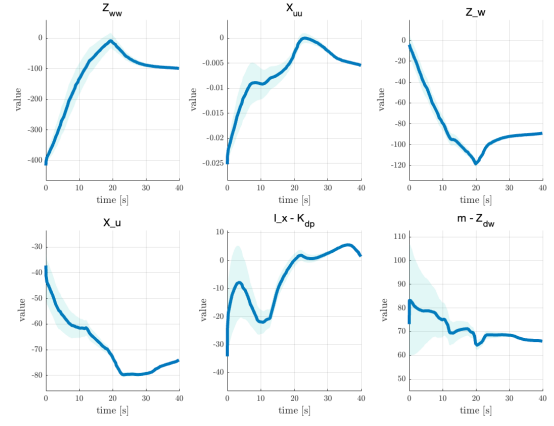 Z_ww
X_uu
Z_w
0
-100
-200
-300
-400
value
0 10 20 30 40
time [s]
0
-0.005
-0.01
-0.015
-0.02
-0.025
value
0 10 20 30 40
time [s]
0
-20
-40
-60
-80
-100
-120
value
0 10 20 30 40
time [s]
X_u
I_x - K_dp
m - Z_dw
-30
-40
-50
-60
-70
-80
value
0 10 20 30 40
time [s]
10
0
-10
-20
-30
-40
value
0 10 20 30 40
time [s]
110
100
90
80
70
60
50
value
0 10 20 30 40
time [s]